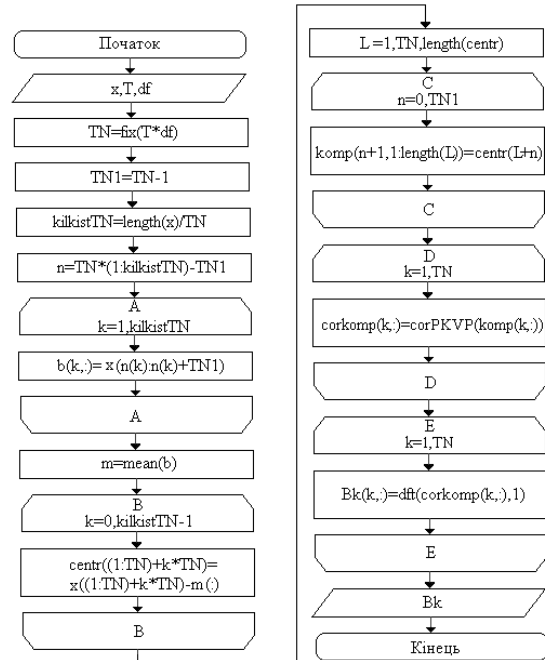 Початок
x,T,df
TN=fix(T*df)
TN1=TN-1
kilkistTN=length(x)/TN
n=TN*(1:kilkistTN)-TN1
A
k=1,kilkistTN
b(k,:)= x(n(k):n(k)+TN1)
A
m=mean(b)
B
k=0,kilkistTN-1
centr((1:TN)+k*TN)=
x((1:TN)+k*TN)-m(:)
B
L=1,TN,length(centr)
C
n=0,TN1
komp(n+1,1:length(L))=centr(L+n)
C
D
k=1,TN
corkomp(k,:)=corPKVP(komp(k,:))
D
E
k=1,TN
Bk(k,:)=dft(corkomp(k,:),1)
E
Bk
Кінець